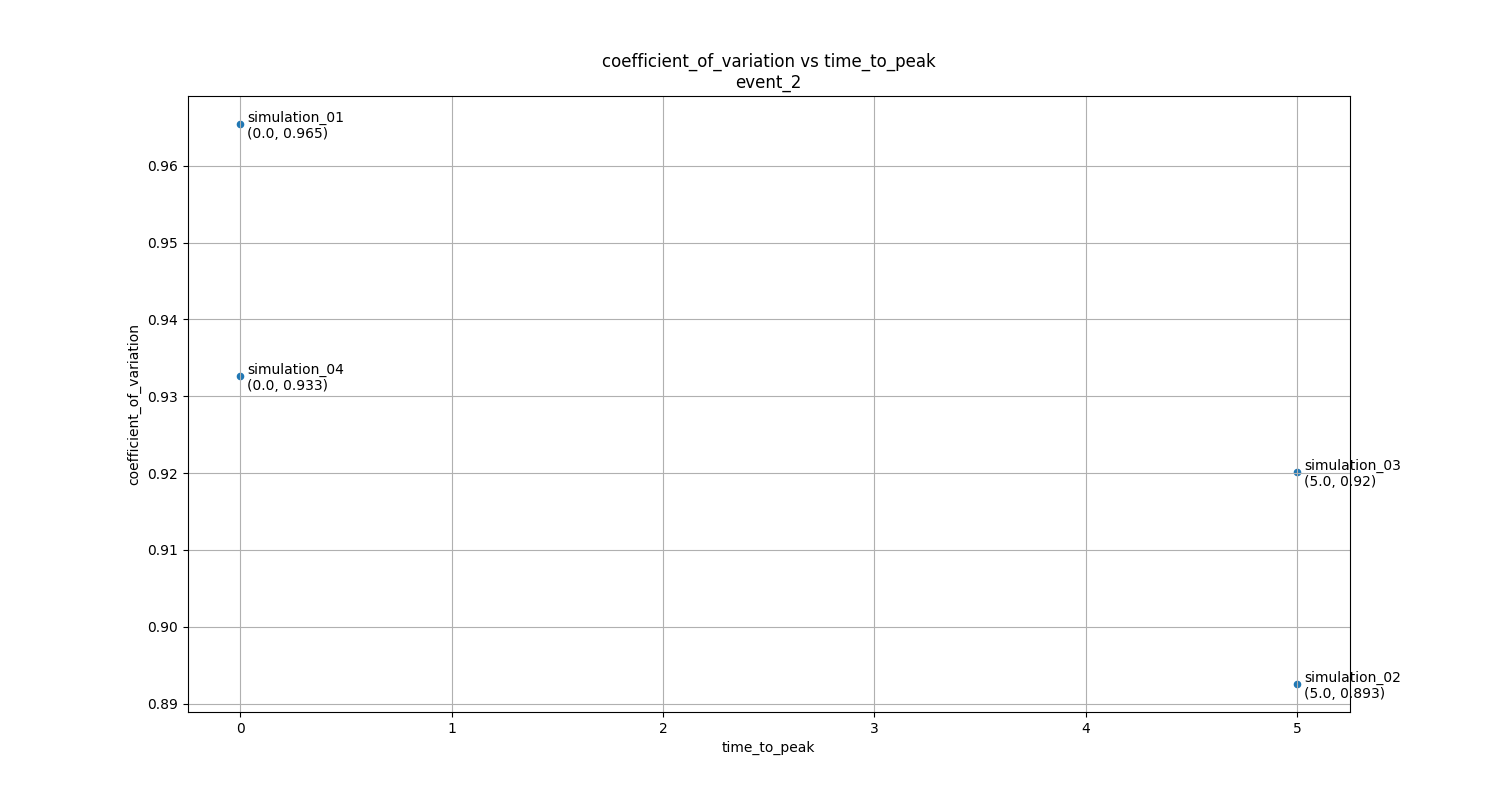 coefficient_of_variation vs time_to_peak
event_2
simulation_01
(0.0, 0.965)
0.96
0.95
0.94
simulation_04
(0.0, 0.933)
0.93
coefficient_of_variation
simulation_03
(5.0, 0.92)
0.92
0.91
0.90
simulation_02
(5.0, 0.893)
0.89
0 1 2 3 4 5
time_to_peak